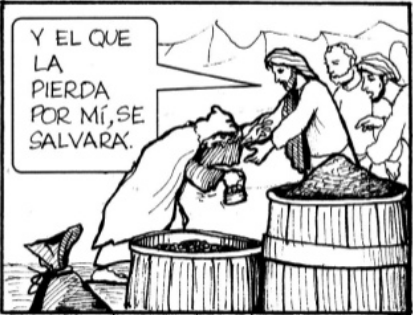 Y EL QUE
LA
PIERDA
POR MÍ, SE
SALVARÁ.